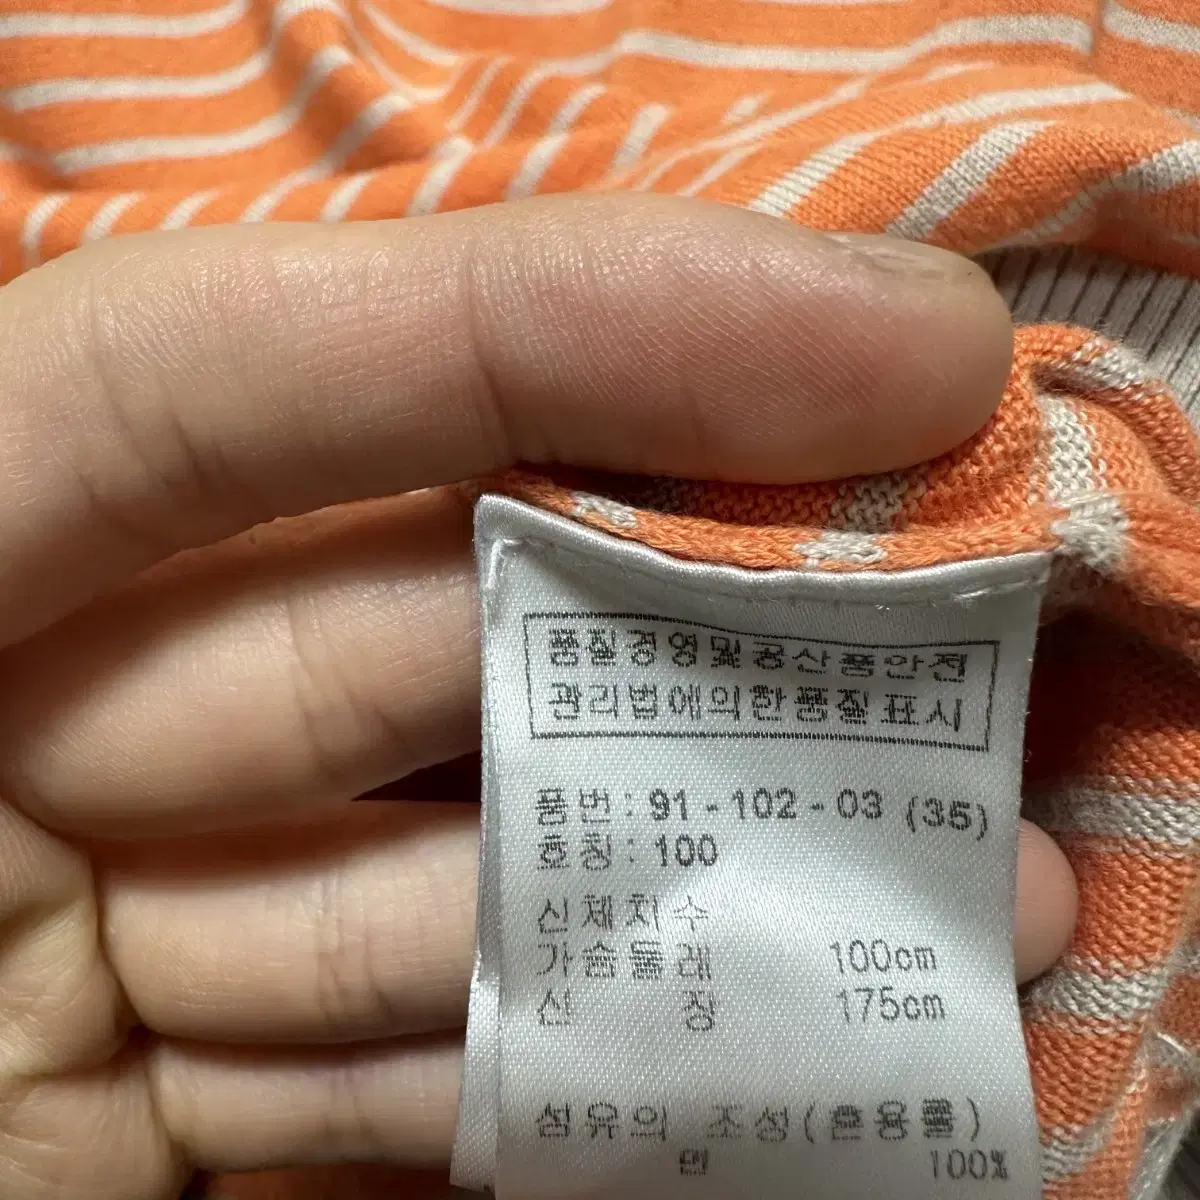 품질경영및공산품안전
관리법에의한품질표시
품번 : 91 - 102 - 03 (35)
호칭 : 100
신체치수
가슴둘레 100cm
신 장 175cm
섬유의 조성(혼용률)
면 100%